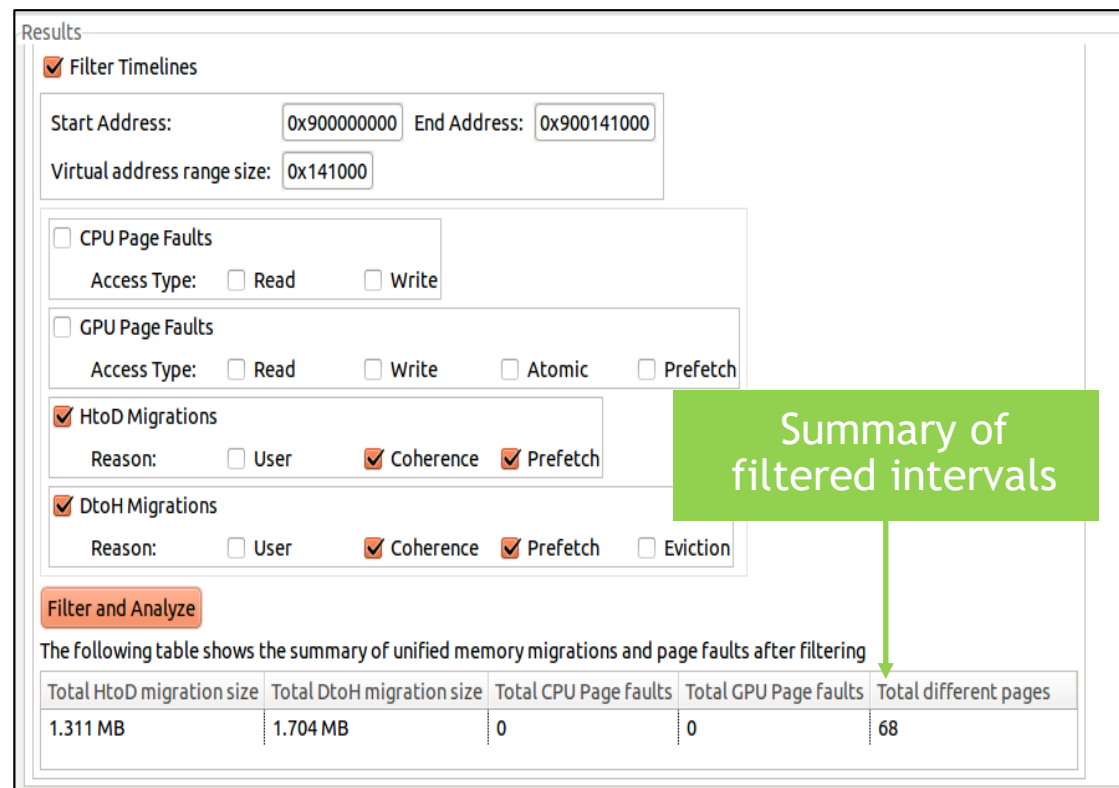 Results
Filter Timelines
Start Address: 0x900000000 End Address: 0x900141000
Virtual address range size: 0x141000
CPU Page Faults
Access Type: Read Write
GPU Page Faults
Access Type: Read Write Atomic Prefetch
HtoD Migrations
Reason: User Coherence Prefetch
DtoH Migrations
Reason: User Coherence Prefetch Eviction
Summary of
filtered intervals
Filter and Analyze
The following table shows the summary of unified memory migrations and page faults after filtering
Total HtoD migration size Total DtoH migration size Total CPU Page faults Total GPU Page faults Total different pages
1.311 MB 1.704 MB 0 0 68